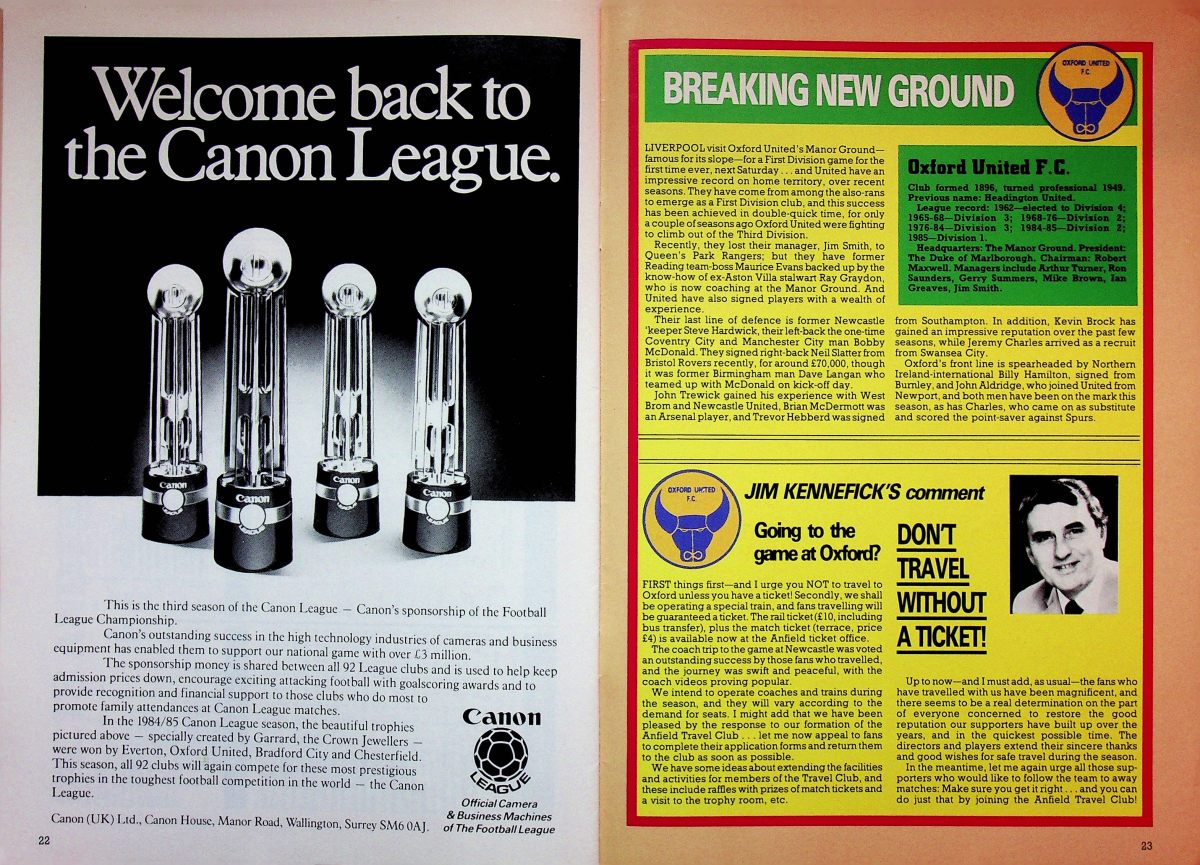 Welcome back to
the Canon League.
Canon
LEAGUE
Canon
LEAGUE
Canon
LEAGUE
Canon
LEAGUE
This is the third season of the Canon League — Canon's sponsorship of the Football
League Championship.
Canon's outstanding success in the high technology industries of cameras and business
equipment has enabled them to support our national game with over £3 million.
The sponsorship money is shared between all 92 League clubs and is used to help keep
admission prices down, encourage exciting attacking football with goalscoring awards and to
provide recognition and financial support to those clubs who do most to
promote family attendances at Canon League matches.
In the 1984/85 Canon League season, the beautiful trophies
pictured above — specially created by Garrard, the Crown Jewellers —
were won by Everton, Oxford United, Bradford City and Chesterfield.
This season, all 92 clubs will again compete for these most prestigious
trophies in the toughest football competition in the world — the Canon
League.
Canon
LEAGUE
Official Camera
& Business Machines
of The Football League
Canon (UK) Ltd., Canon House, Manor Road, Wallington, Surrey SM6 0AJ.
22
BREAKING NEW GROUND
OXFORD UNITED
F.C.
LIVERPOOL visit Oxford United's Manor Ground—
famous for its slope—for a First Division game for the
first time ever, next Saturday . . . and United have an
impressive record on home territory, over recent
seasons. They have come from among the also-rans
to emerge as a First Division club, and this success
has been achieved in double-quick time, for only
a couple of seasons ago Oxford United were fighting
to climb out of the Third Division.
Recently, they lost their manager, Jim Smith, to
Queen's Park Rangers; but they have former
Reading team-boss Maurice Evans backed up by the
know-how of ex-Aston Villa stalwart Ray Graydon,
who is now coaching at the Manor Ground. And
United have also signed players with a wealth of
experience.
Their last line of defence is former Newcastle
'keeper Steve Hardwick, their left-back the one-time
Coventry City and Manchester City man Bobby
McDonald. They signed right-back Neil Slatter from
Bristol Rovers recently, for around £70,000, though
it was former Birmingham man Dave Langan who
teamed up with McDonald on kick-off day.
John Trewick gained his experience with West
Brom and Newcastle United, Brian McDermott was
an Arsenal player, and Trevor Hebberd was signed
Oxford United F.C.
Club formed 1896, turned professional 1949.
Previous name: Headington United.
League record: 1962—elected to Division 4;
1965-68—Division 3; 1968-76—Division 2;
1976-84—Division 3; 1984-85—Division 2;
1985—Division 1.
Headquarters: The Manor Ground. President:
The Duke of Marlborough. Chairman: Robert
Maxwell. Managers include Arthur Turner, Ron
Saunders, Gerry Summers, Mike Brown, Ian
Greaves, Jim Smith.
from Southampton. In addition, Kevin Brock has
gained an impressive reputation over the past few
seasons, while Jeremy Charles arrived as a recruit
from Swansea City.
Oxford's front line is spearheaded by Northern
Ireland-international Billy Hamilton, signed from
Burnley, and John Aldridge, who joined United from
Newport, and both men have been on the mark this
season, as has Charles, who came on as substitute
and scored the point-saver against Spurs.
OXFORD UNITED
F.C.
JIM KENNEFICK'S comment
Going to the
game at Oxford?
FIRST things first—and I urge you NOT to travel to
Oxford unless you have a ticket! Secondly, we shall
be operating a special train, and fans travelling will
be guaranteed a ticket. The rail ticket (£10, including
bus transfer), plus the match ticket (terrace, price
£4) is available now at the Anfield ticket office.
The coach trip to the game at Newcastle was voted
an outstanding success by those fans who travelled,
and the journey was swift and peaceful, with the
coach videos proving popular.
We intend to operate coaches and trains during
the season, and they will vary according to the
demand for seats. I might add that we have been
pleased by the response to our formation of the
Anfield Travel Club . . . let me now appeal to fans
to complete their application forms and return them
to the club as soon as possible.
We have some ideas about extending the facilities
and activities for members of the Travel Club, and
these include raffles with prizes of match tickets and
a visit to the trophy room, etc.
DON'T
TRAVEL
WITHOUT
A TICKET!
Up to now—and I must add, as usual—the fans who
have travelled with us have been magnificent, and
there seems to be a real determination on the part
of everyone concerned to restore the good
reputation our supporters have built up over the
years, and in the quickest possible time. The
directors and players extend their sincere thanks
and good wishes for safe travel during the season.
In the meantime, let me again urge all those sup-
porters who would like to follow the team to away
matches: Make sure you get it right . . . and you can
do just that by joining the Anfield Travel Club!
23